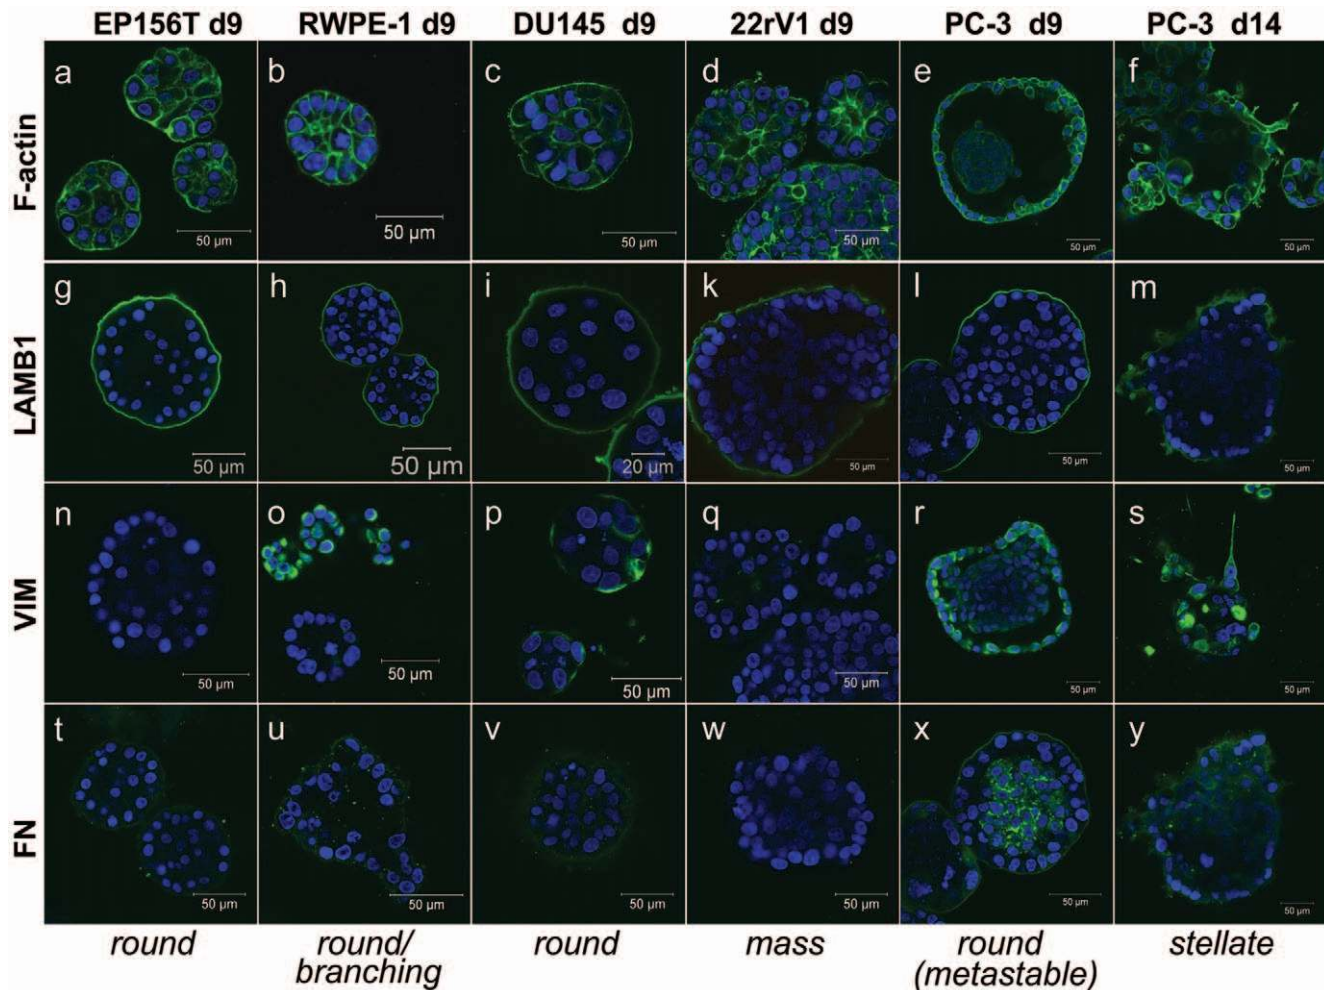 EP156T d9 RWPE-1 d9 DU145 d9 22rV1 d9 PC-3 d9 PC-3 d14
F-actin
a b c d e f
50 µm 50 µm 50 µm 50 µm 50 µm 50 µm
LAMB1
g h i k l m
50 µm 50 µm 20 µm 50 µm 50 µm 50 µm
VIM
n o p q r s
50 µm 50 µm 50 µm 50 µm 50 µm 50 µm
FN
t u v w x y
50 µm 50 µm 50 µm 50 µm 50 µm 50 µm
round round/ round mass round stellate
branching (metastable)